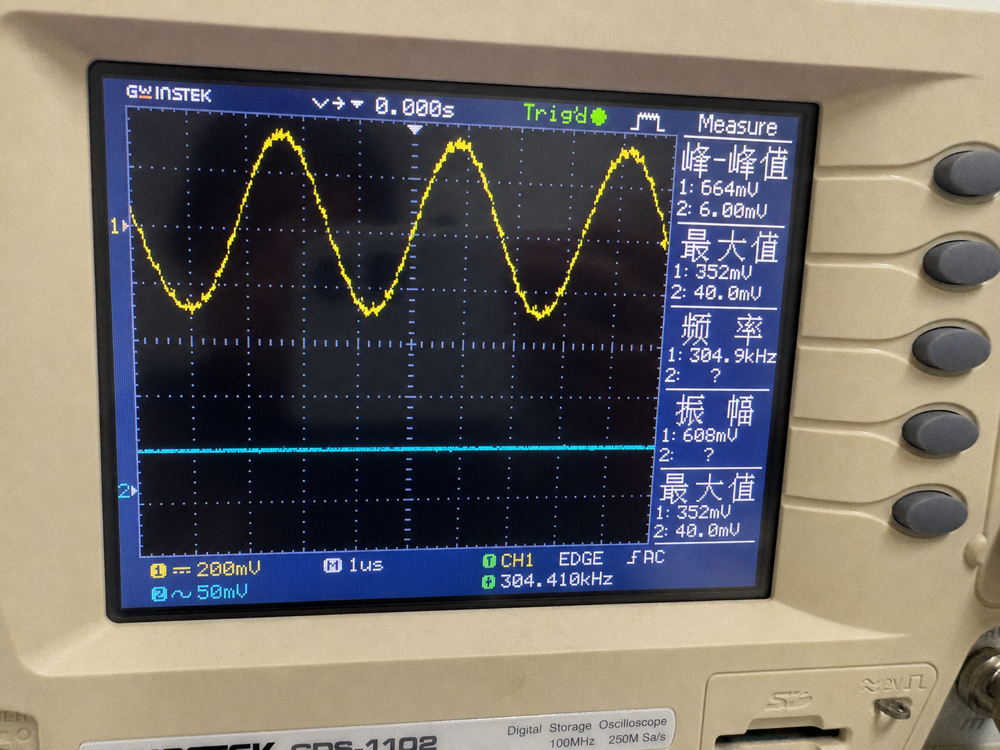 GW INSTEK
0.000s
Trig'd
Measure
峰-峰值
1: 664mV
2: 6.00mV
最大值
1: 352mV
2: 40.0mV
频 率
1: 304.9kHz
2: ?
振 幅
1: 608mV
2: ?
最大值
1: 352mV
2: 40.0mV
1
2
1 200mV
M 1us
T CH1 EDGE AC
2 50mV
f 304.410kHz
Digital Storage Oscilloscope
100MHz 250M Sa/s
GDS-1102
SD
≈2V